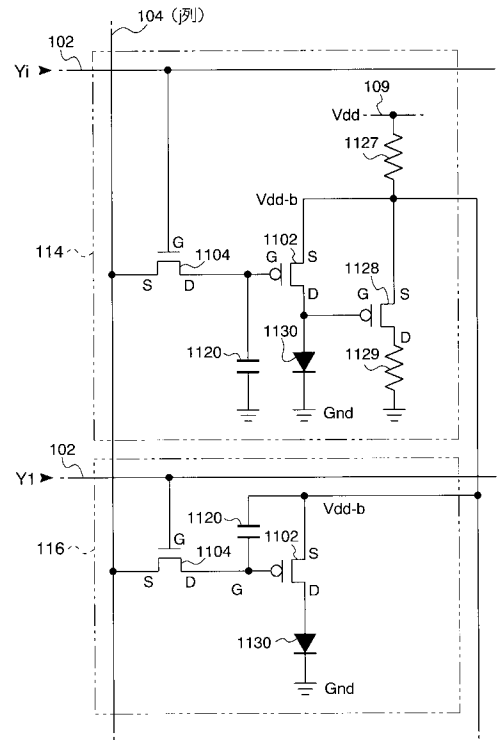 104 (j列)
102
Yi
109
Vdd
1127
Vdd-b
114
G
1104
S
D
1102
G
S
D
1128
G
S
D
1120
1130
1129
Gnd
102
Y1
1120
Vdd-b
1102
116
G
1104
S
D
G
S
D
1130
Gnd